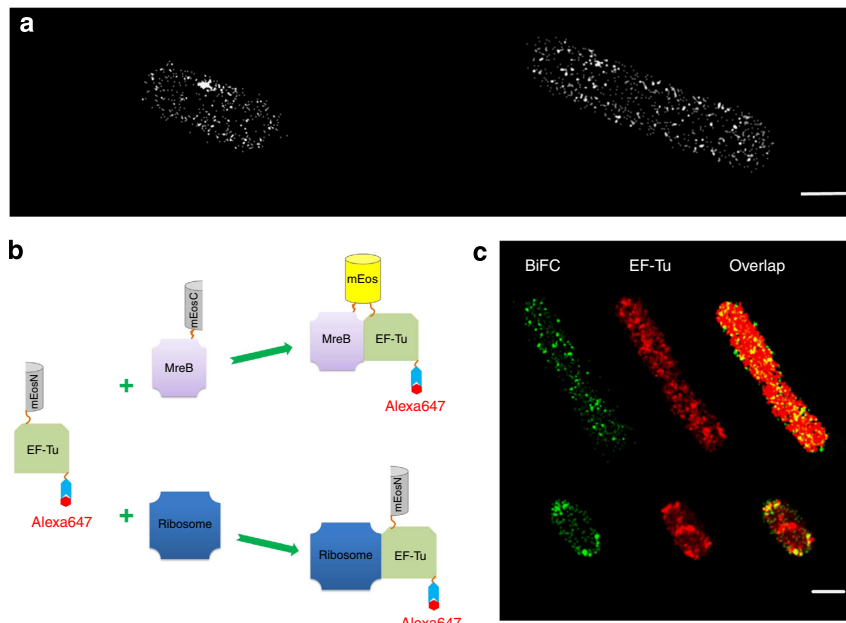 a
b
mEosN
EF-Tu
Alexa647
+
mEosC
MreB
mEos
MreB
EF-Tu
Alexa647
+
Ribosome
mEosN
Ribosome
EF-Tu
Alexa647
c
BiFC EF-Tu Overlap